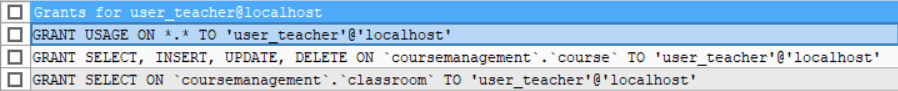 Grants for user_teacher@localhost
GRANT USAGE ON *.* TO 'user_teacher'@'localhost'
GRANT SELECT, INSERT, UPDATE, DELETE ON `coursemanagement`.`course` TO 'user_teacher'@'localhost'
GRANT SELECT ON `coursemanagement`.`classroom` TO 'user_teacher'@'localhost'